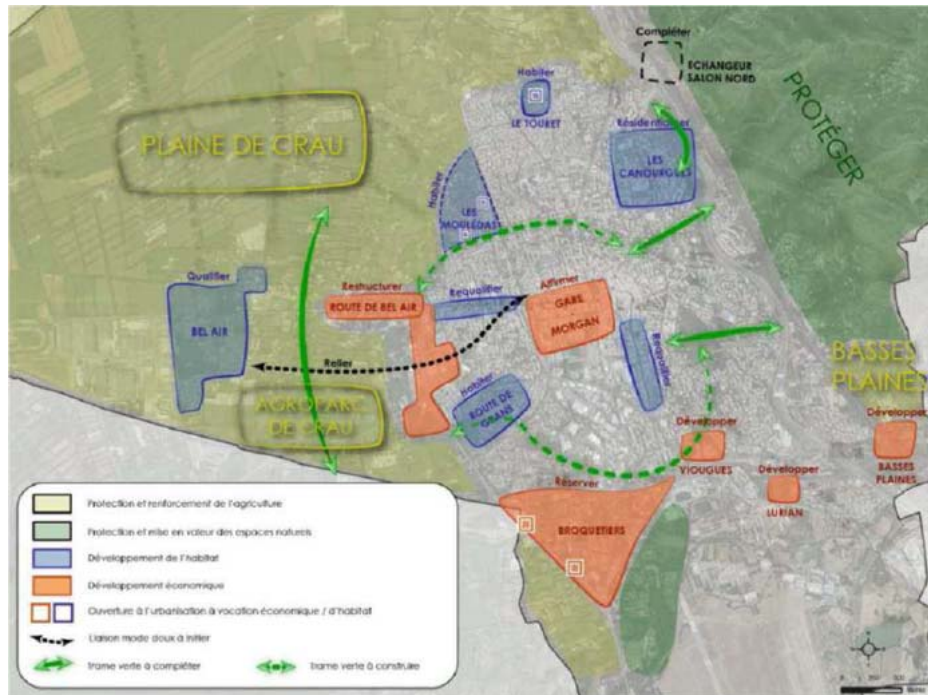 Compléter
ECHANGEUR
SALON NORD
PROTÉGER
Habiter
LE TOURET
Résidentialiser
LES
CANOURGUES
PLAINE DE CRAU
Habiter
LES
MOULÉDAS
Qualifier
BEL AIR
Restructurer
ROUTE DE BEL AIR
Requalifier
Affirmer
GARE
MORGAN
Relier
Requalifier
BASSES
PLAINES
AGROPARC
DE CRAU
Habiter
ROUTE DE
GRANS
Développer
VIOUGUES
Développer
BASSES
PLAINES
Développer
LURIAN
Réserver
BROQUETIERS
Protection et renforcement de l'agriculture
Protection et mise en valeur des espaces naturels
Développement de l'habitat
Développement économique
Ouverture à l'urbanisation à vocation économique / d'habitat
Liaison mode doux à initier
Trame verte à compléter
Trame verte à construire